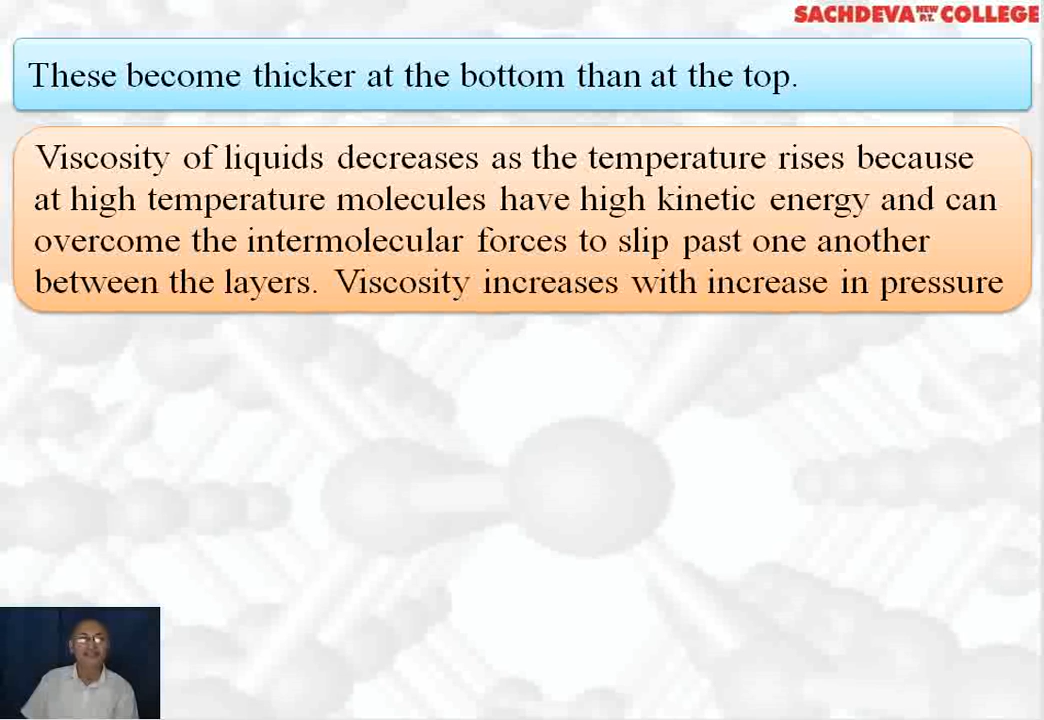 SACHDEVA NEW P.T. COLLEGE
These become thicker at the bottom than at the top.
Viscosity of liquids decreases as the temperature rises because
at high temperature molecules have high kinetic energy and can
overcome the intermolecular forces to slip past one another
between the layers. Viscosity increases with increase in pressure